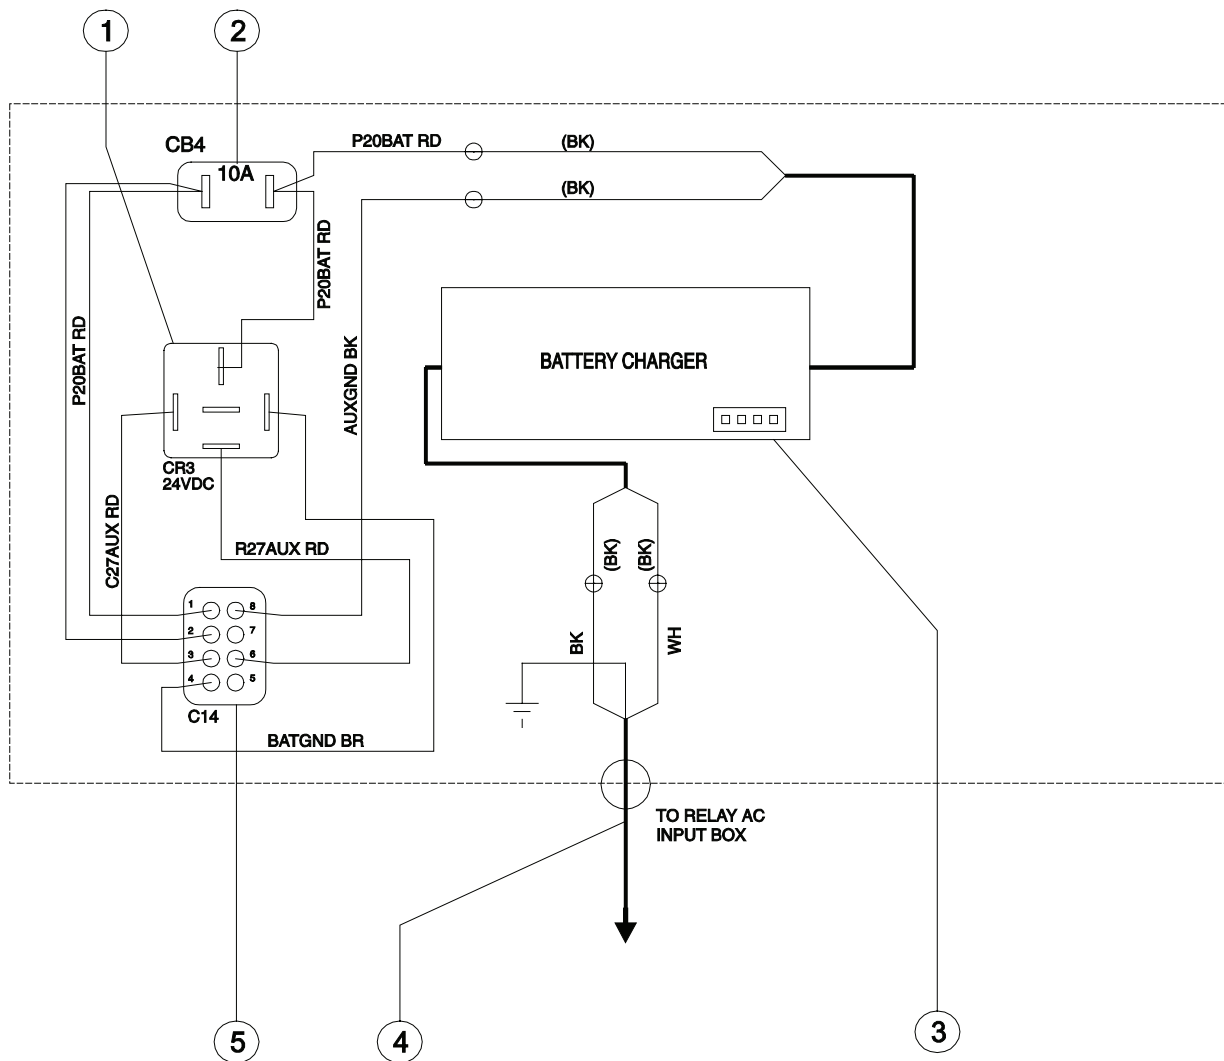 1
2
CB4
10A
P20BAT RD
(BK)
(BK)
P20BAT RD
P20BAT RD
AUXGND BK
BATTERY CHARGER
CR3
24VDC
C27AUX RD
R27AUX RD
(BK)
(BK)
1
8
2
7
3
6
4
5
C14
BK
WH
BATGND BR
TO RELAY AC
INPUT BOX
5
4
3